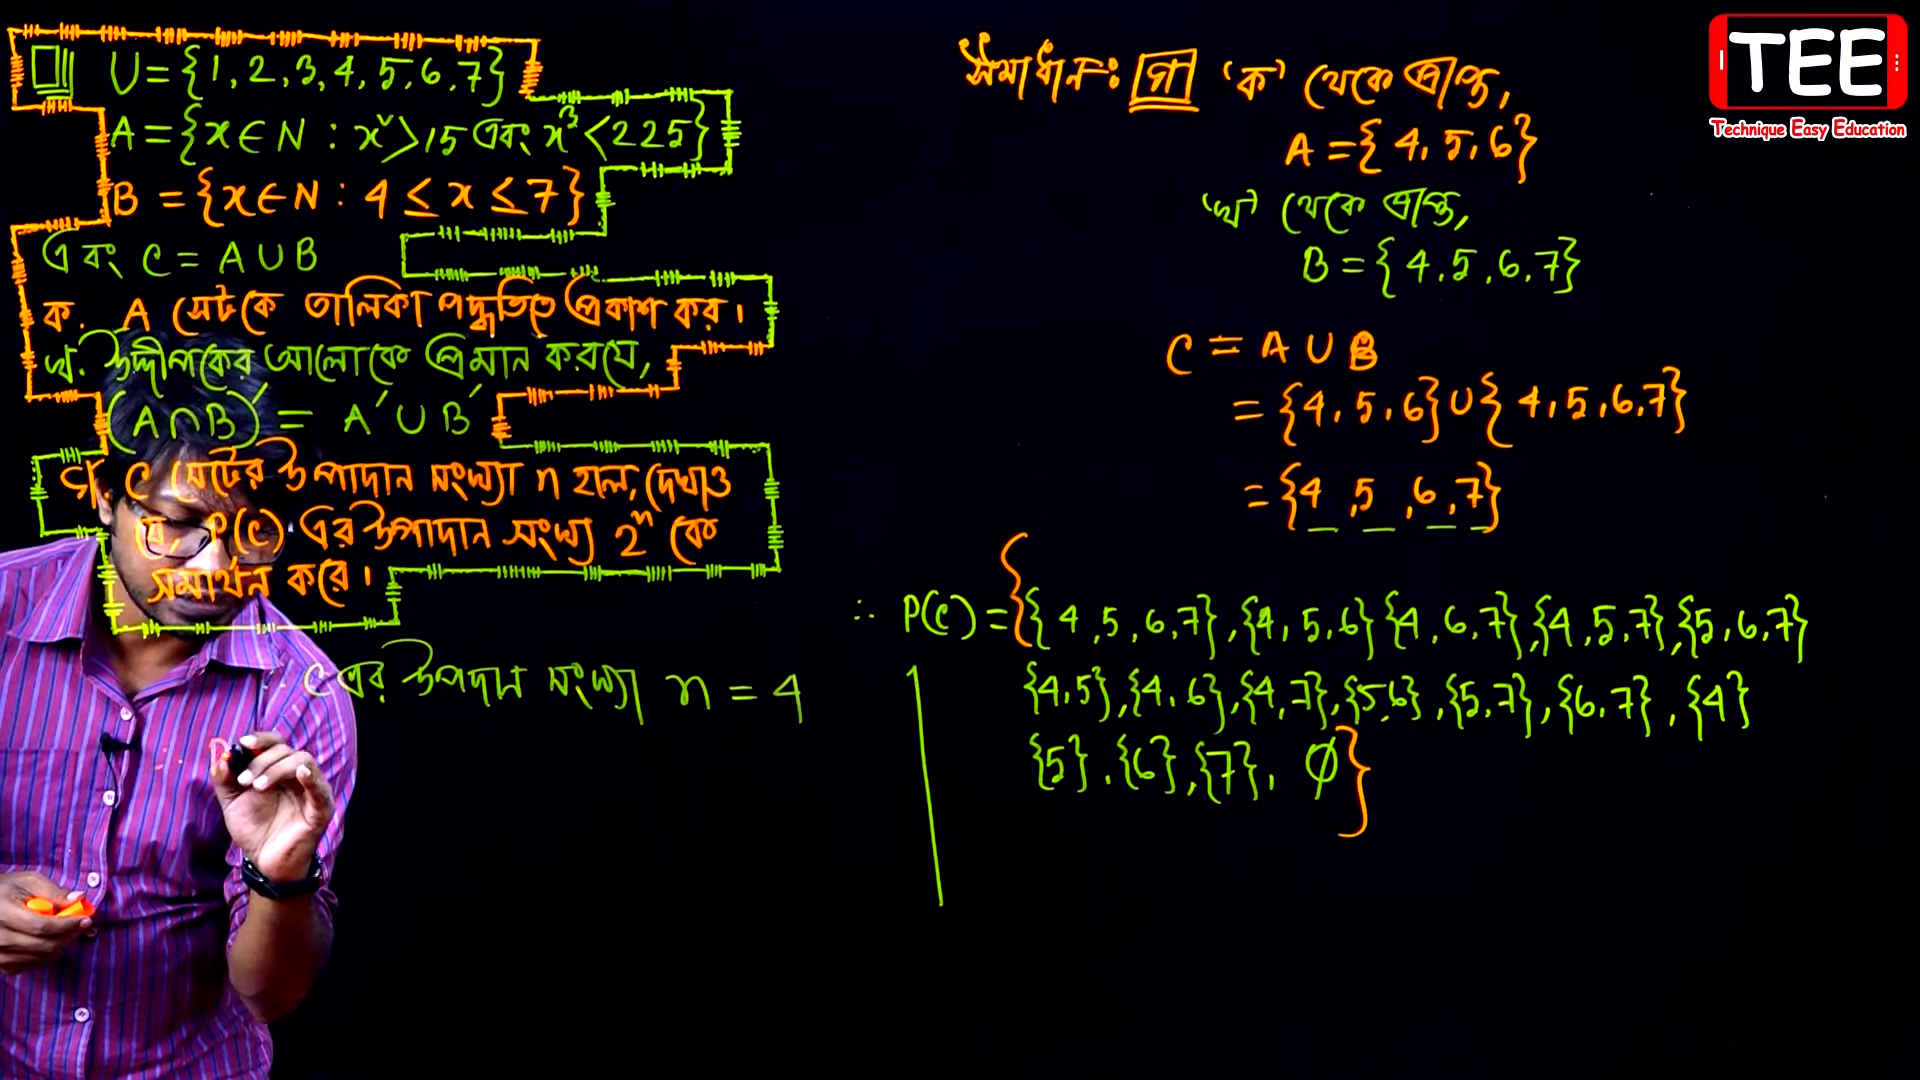 U = {1, 2, 3, 4, 5, 6, 7}
A = {x ∈ N : x² > 15 এবং x³ < 225}
B = {x ∈ N : 4 ≤ x ≤ 7}
এবং C = A ∪ B
ক. A সেটকে তালিকা পদ্ধতিতে প্রকাশ কর।
খ. উদ্দীপকের আলোকে প্রমান করযে,
(A ∩ B)′ = A′ ∪ B′
গ. C সেটের উপাদান সংখ্যা n হলে, দেখাও
যে, P(C) এর উপাদান সংখ্যা 2ⁿ কে
সমর্থন করে।
C এর উপাদান সংখ্যা n = 4
সমাধান: গ 'ক' থেকে প্রাপ্ত,
A = {4, 5, 6}
'খ' থেকে প্রাপ্ত,
B = {4, 5, 6, 7}
C = A ∪ B
= {4, 5, 6} ∪ {4, 5, 6, 7}
= {4, 5, 6, 7}
∴ P(C) = {{4, 5, 6, 7}, {4, 5, 6} {4, 6, 7}, {4, 5, 7}, {5, 6, 7}
{4, 5}, {4, 6}, {4, 7}, {5, 6}, {5, 7}, {6, 7}, {4}
{5}, {6}, {7}, ∅}
TEE
Technique Easy Education